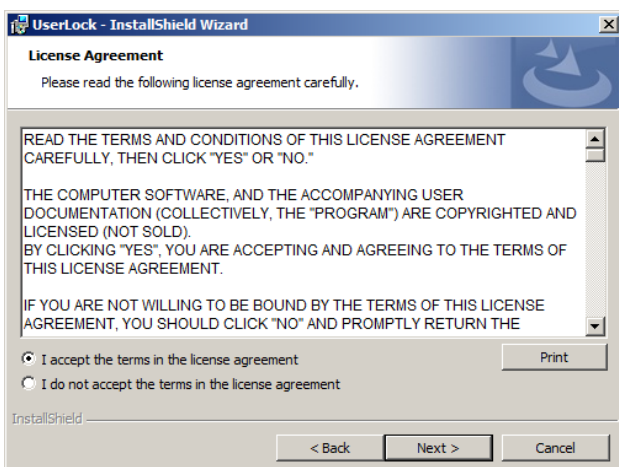 UserLock - InstallShield Wizard
License Agreement
Please read the following license agreement carefully.
READ THE TERMS AND CONDITIONS OF THIS LICENSE AGREEMENT
CAREFULLY, THEN CLICK "YES" OR "NO."
THE COMPUTER SOFTWARE, AND THE ACCOMPANYING USER
DOCUMENTATION (COLLECTIVELY, THE "PROGRAM") ARE COPYRIGHTED AND
LICENSED (NOT SOLD).
BY CLICKING "YES", YOU ARE ACCEPTING AND AGREEING TO THE TERMS OF
THIS LICENSE AGREEMENT.
IF YOU ARE NOT WILLING TO BE BOUND BY THE TERMS OF THIS LICENSE
AGREEMENT, YOU SHOULD CLICK "NO" AND PROMPTLY RETURN THE
I accept the terms in the license agreement
Print
I do not accept the terms in the license agreement
InstallShield
< Back
Next >
Cancel